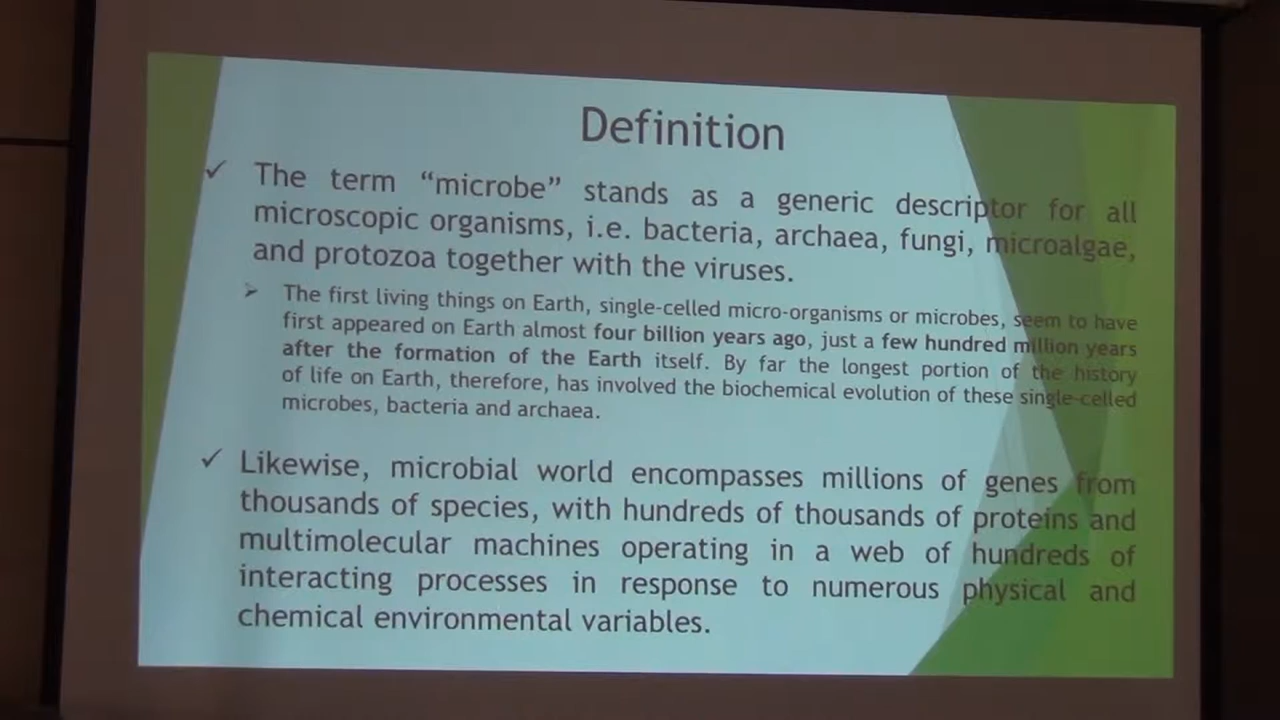 Definition
✓ The term “microbe” stands as a generic descriptor for all
microscopic organisms, i.e. bacteria, archaea, fungi, microalgae,
and protozoa together with the viruses.
➢ The first living things on Earth, single-celled micro-organisms or microbes, seem to have
first appeared on Earth almost four billion years ago, just a few hundred million years
after the formation of the Earth itself. By far the longest portion of the history
of life on Earth, therefore, has involved the biochemical evolution of these single-celled
microbes, bacteria and archaea.
✓ Likewise, microbial world encompasses millions of genes from
thousands of species, with hundreds of thousands of proteins and
multimolecular machines operating in a web of hundreds of
interacting processes in response to numerous physical and
chemical environmental variables.